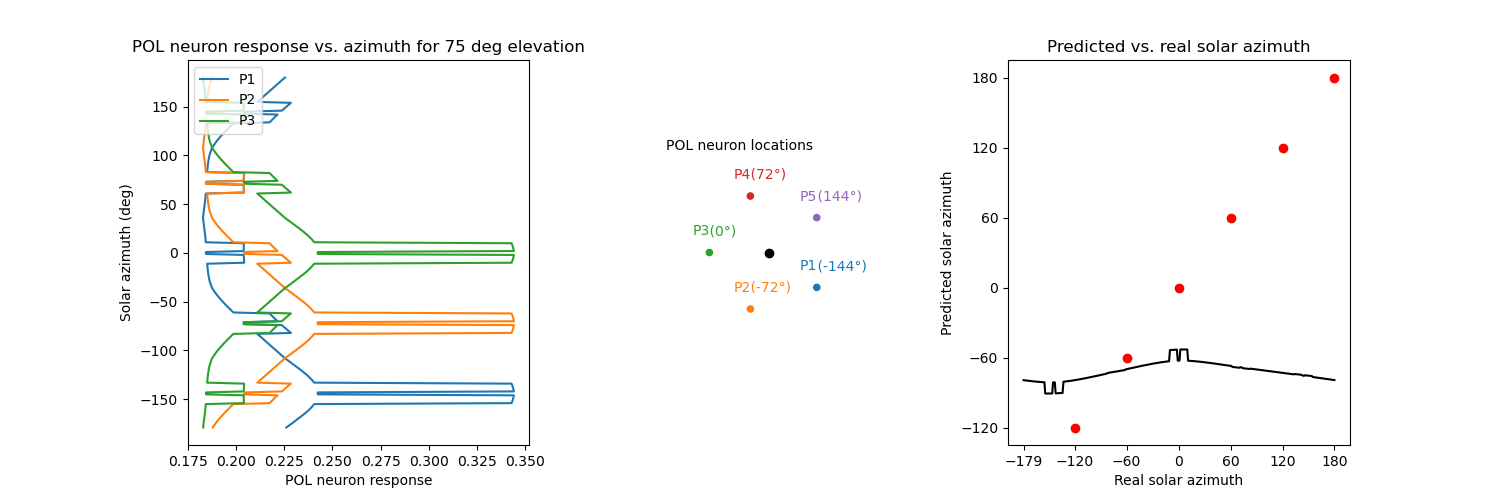 POL neuron response vs. azimuth for 75 deg elevation
P1
P2
P3
150
100
50
0
−50
−100
−150
Solar azimuth (deg)
0.175 0.200 0.225 0.250 0.275 0.300 0.325 0.350
POL neuron response
POL neuron locations
P4(72°)
P5(144°)
P3(0°)
P1(-144°)
P2(-72°)
Predicted vs. real solar azimuth
180
120
60
0
−60
−120
Predicted solar azimuth
−179 −120 −60 0 60 120 180
Real solar azimuth